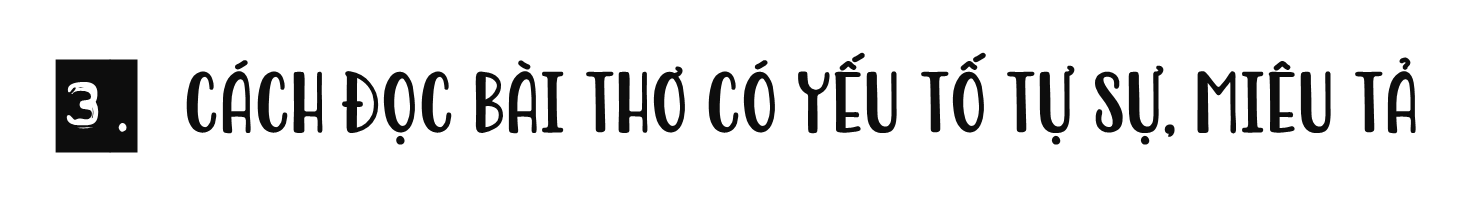 3. CÁCH ĐỌC BÀI THƠ CÓ YẾU TỐ TỰ SỰ, MIÊU TẢ